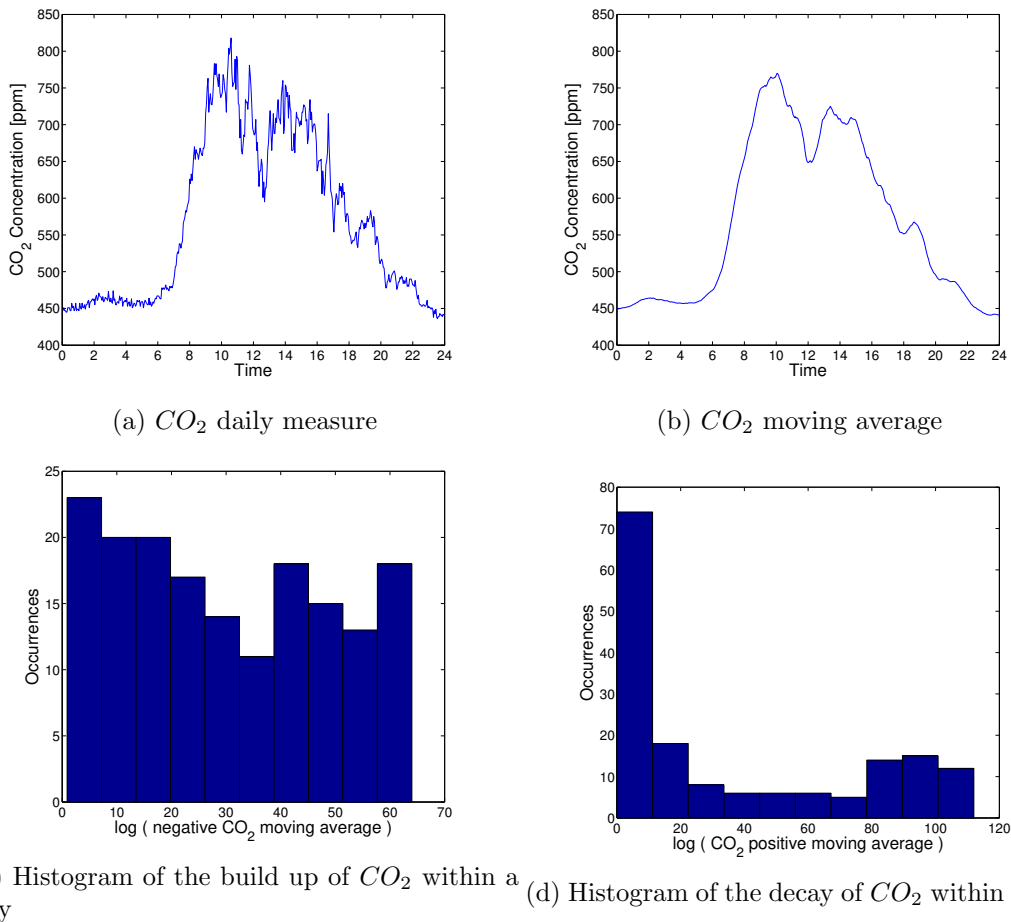 850
800
750
700
650
600
550
500
450
400
CO2 Concentration [ppm]
0 2 4 6 8 10 12 14 16 18 20 22 24
Time
(a) CO2 daily measure
850
800
750
700
650
600
550
500
450
400
CO2 Concentration [ppm]
0 2 4 6 8 10 12 14 16 18 20 22 24
Time
(b) CO2 moving average
25
20
15
10
5
0
Occurrences
0 10 20 30 40 50 60 70
log ( negative CO2 moving average )
) Histogram of the build up of CO2 within a
y
80
70
60
50
40
30
20
10
0
Occurrences
0 20 40 60 80 100 120
log ( CO2 positive moving average )
(d) Histogram of the decay of CO2 within